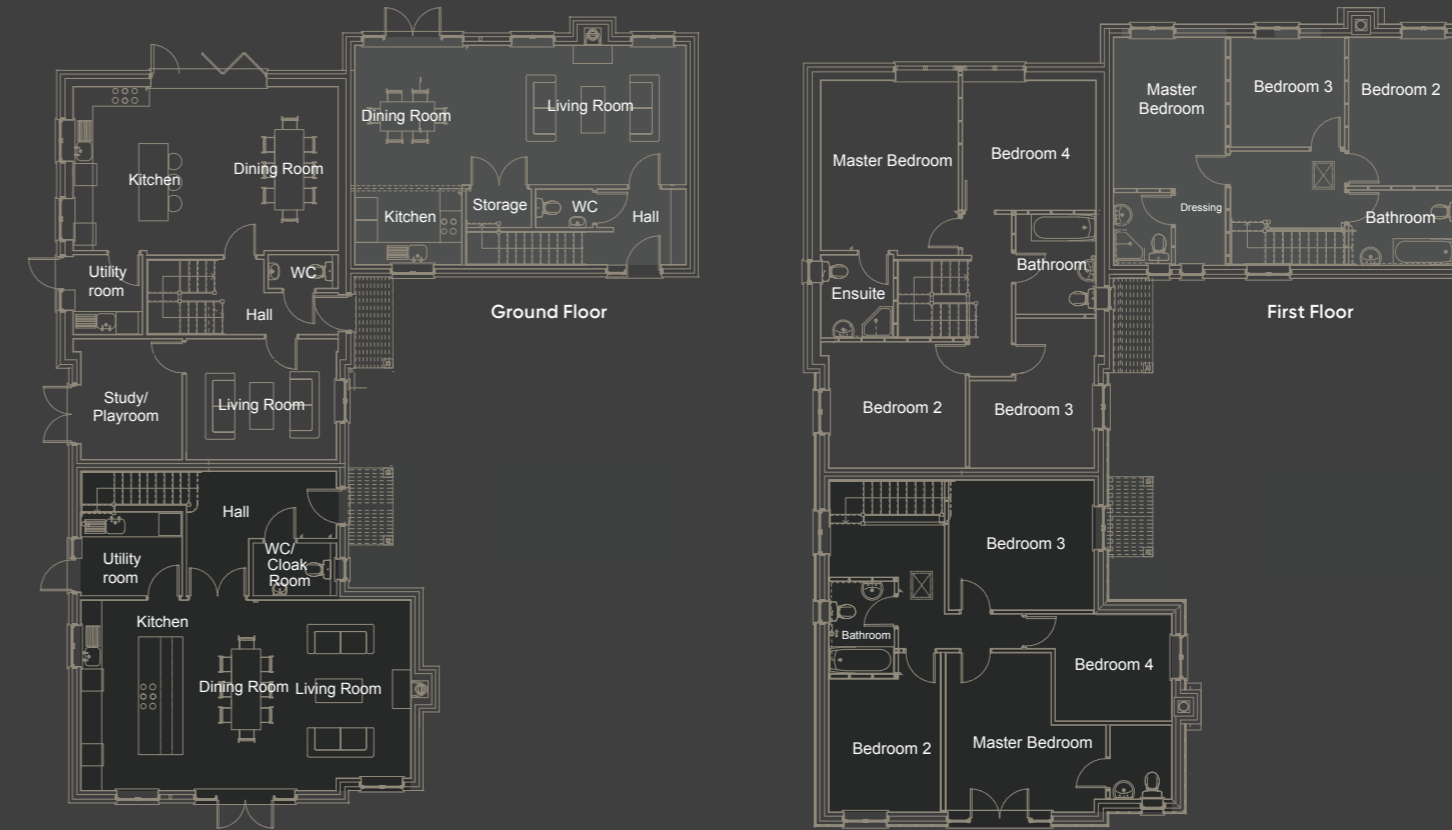 Dining Room
Living Room
Kitchen
Dining Room
Kitchen
Storage
WC
Hall
Utility
room
WC
Hall
Ground Floor
Study/
Playroom
Living Room
Hall
Utility
room
WC/
Cloak
Room
Kitchen
Dining Room
Living Room
Master
Bedroom
Bedroom 3
Bedroom 2
Master Bedroom
Bedroom 4
Dressing
Bathroom
Bathroom
Ensuite
First Floor
Bedroom 2
Bedroom 3
Bedroom 3
Bathroom
Bedroom 4
Bedroom 2
Master Bedroom